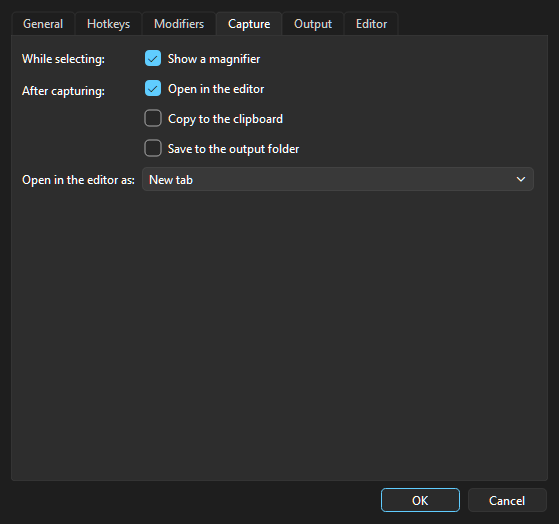 General Hotkeys Modifiers Capture Output Editor
While selecting: Show a magnifier
After capturing: Open in the editor
Copy to the clipboard
Save to the output folder
Open in the editor as: New tab
OK Cancel